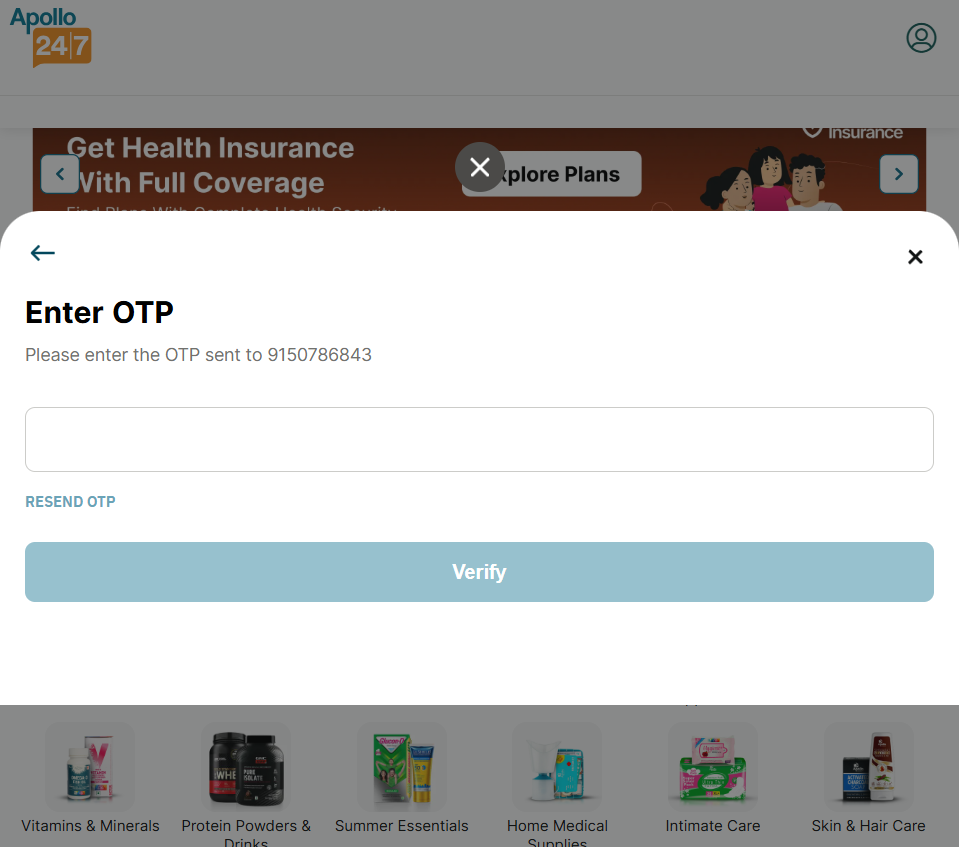 Apollo
24|7
Insurance
Get Health Insurance
With Full Coverage
Explore Plans
Find Plans With Complete Health Security
Enter OTP
Please enter the OTP sent to 9150786843
RESEND OTP
Verify
Vitamins & Minerals
Protein Powders &
Drinks
Summer Essentials
Home Medical
Supplies
Intimate Care
Skin & Hair Care